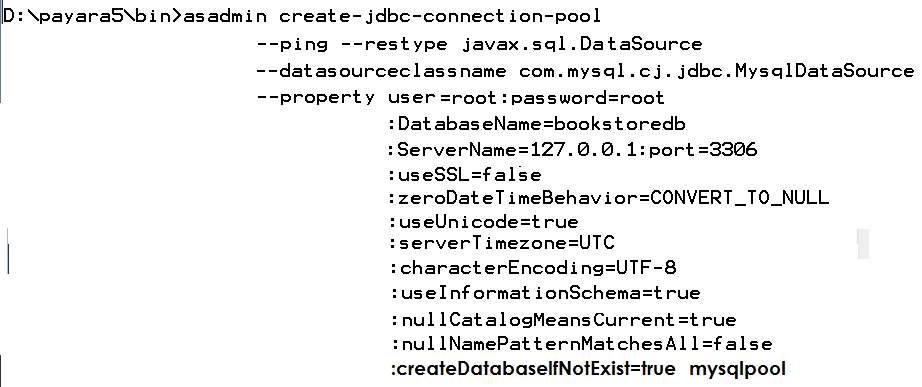 D:\payara5\bin>asadmin create-jdbc-connection-pool
--ping --restype javax.sql.DataSource
--datasourceclassname com.mysql.cj.jdbc.MysqlDataSource
--property user=root:password=root
:DatabaseName=bookstoredb
:ServerName=127.0.0.1:port=3306
:useSSL=false
:zeroDateTimeBehavior=CONVERT_TO_NULL
:useUnicode=true
:serverTimezone=UTC
:characterEncoding=UTF-8
:useInformationSchema=true
:nullCatalogMeansCurrent=true
:nullNamePatternMatchesAll=false
:createDatabaseIfNotExist=true mysqlpool